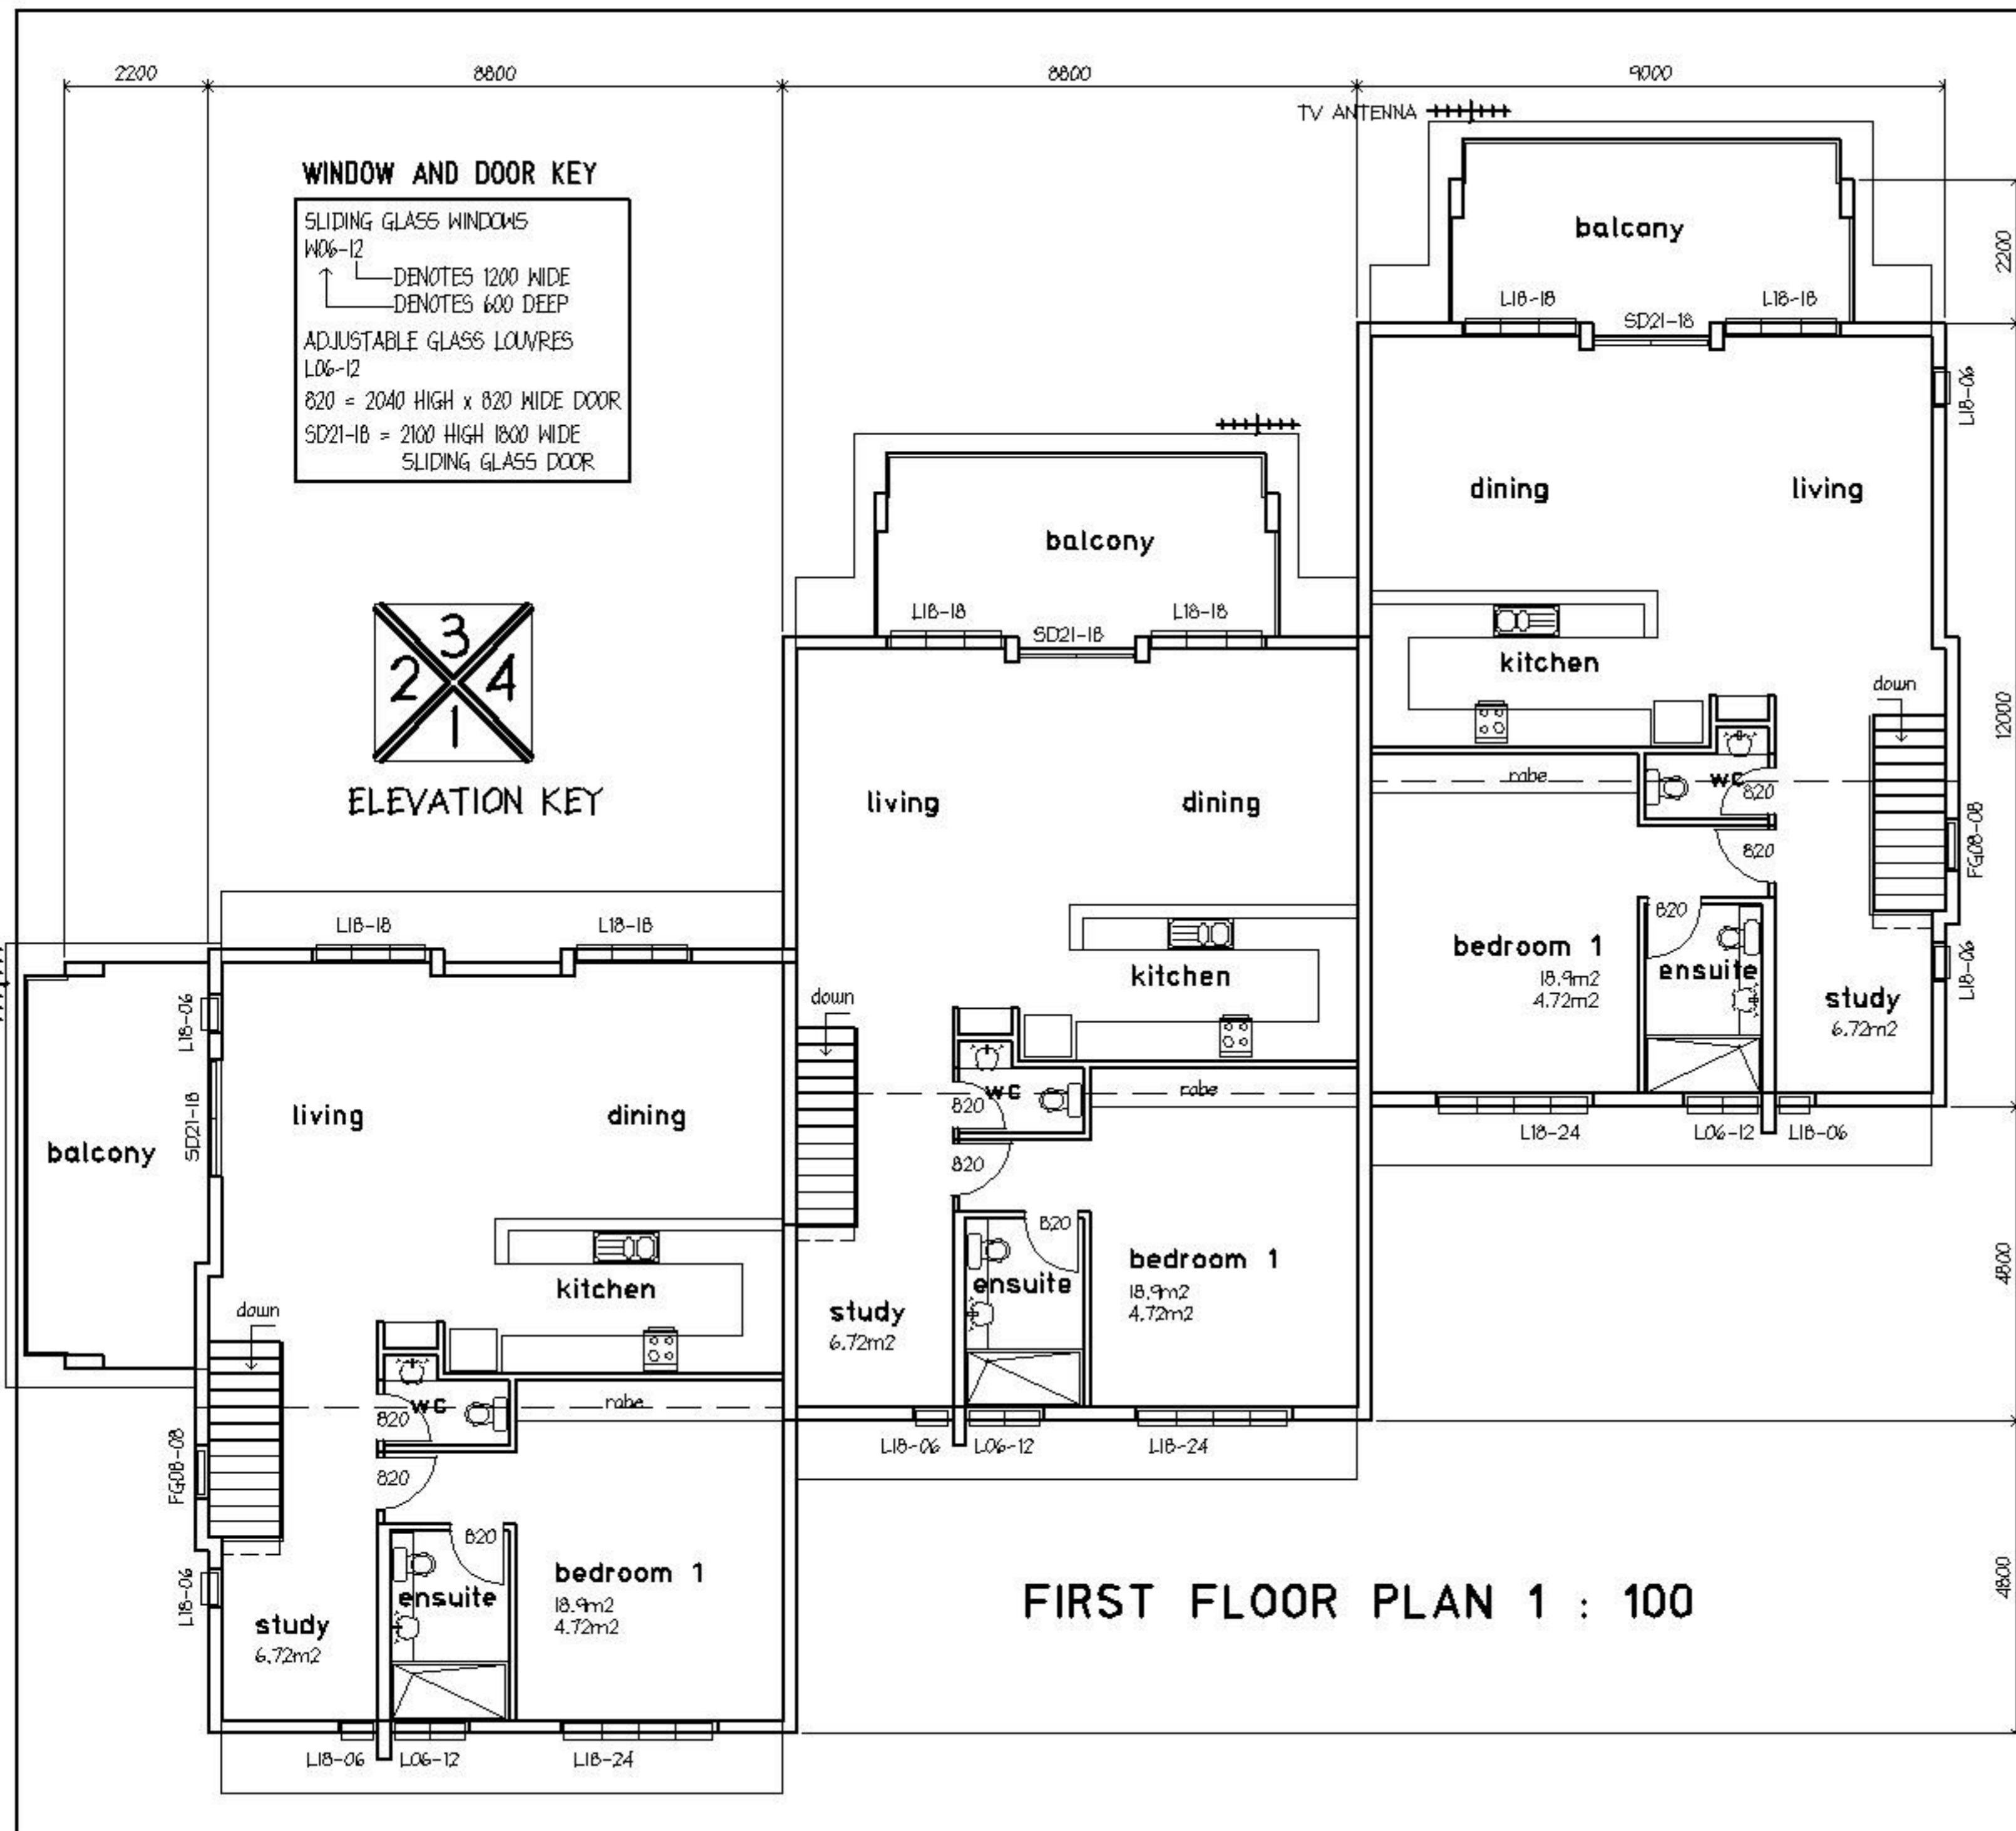 2200
8800
8800
9000
TV ANTENNA
WINDOW AND DOOR KEY
SLIDING GLASS WINDOWS
W06-12
DENOTES 1200 WIDE
DENOTES 600 DEEP
ADJUSTABLE GLASS LOUVRES
L06-12
820 = 2040 HIGH x 820 WIDE DOOR
SD21-18 = 2100 HIGH 1800 WIDE
SLIDING GLASS DOOR
3
2
4
1
ELEVATION KEY
balcony
L18-18
SD21-18
L18-18
L18-06
dining
living
kitchen
down
robe
wc
820
820
820
FG08-08
bedroom 1
18.9m2
4.72m2
ensuite
study
6.72m2
L18-06
L18-24
L06-12
L18-06
2200
12000
4800
4800
balcony
L18-18
SD21-18
L18-18
living
dining
kitchen
down
wc
robe
820
820
820
bedroom 1
18.9m2
4.72m2
ensuite
study
6.72m2
L18-06
L06-12
L18-24
L18-18
L18-18
L18-06
SD21-18
balcony
living
dining
kitchen
down
wc
robe
820
820
820
FG08-08
L18-06
bedroom 1
18.9m2
4.72m2
ensuite
study
6.72m2
L18-06
L06-12
L18-24
FIRST FLOOR PLAN 1 : 100